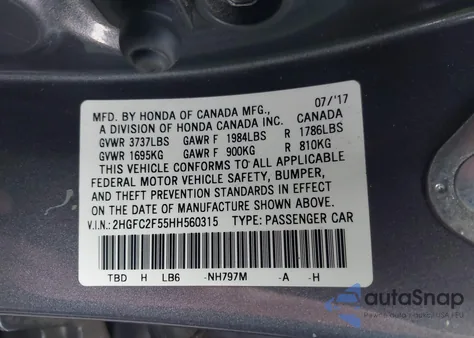 MFD. BY HONDA OF CANADA MFG., 07/'17
A DIVISION OF HONDA CANADA INC. CANADA
GVWR 3737LBS GAWR F 1984LBS R 1786LBS
GVWR 1695KG GAWR F 900KG R 810KG
THIS VEHICLE CONFORMS TO ALL APPLICABLE
FEDERAL MOTOR VEHICLE SAFETY, BUMPER,
AND THEFT PREVENTION STANDARDS IN EFFECT
ON THE DATE OF MANUFACTURE SHOWN ABOVE.
V.I.N.: 2HGFC2F55HH560315 TYPE: PASSENGER CAR
TBD H LB6 -NH797M -A -H
autaSnap